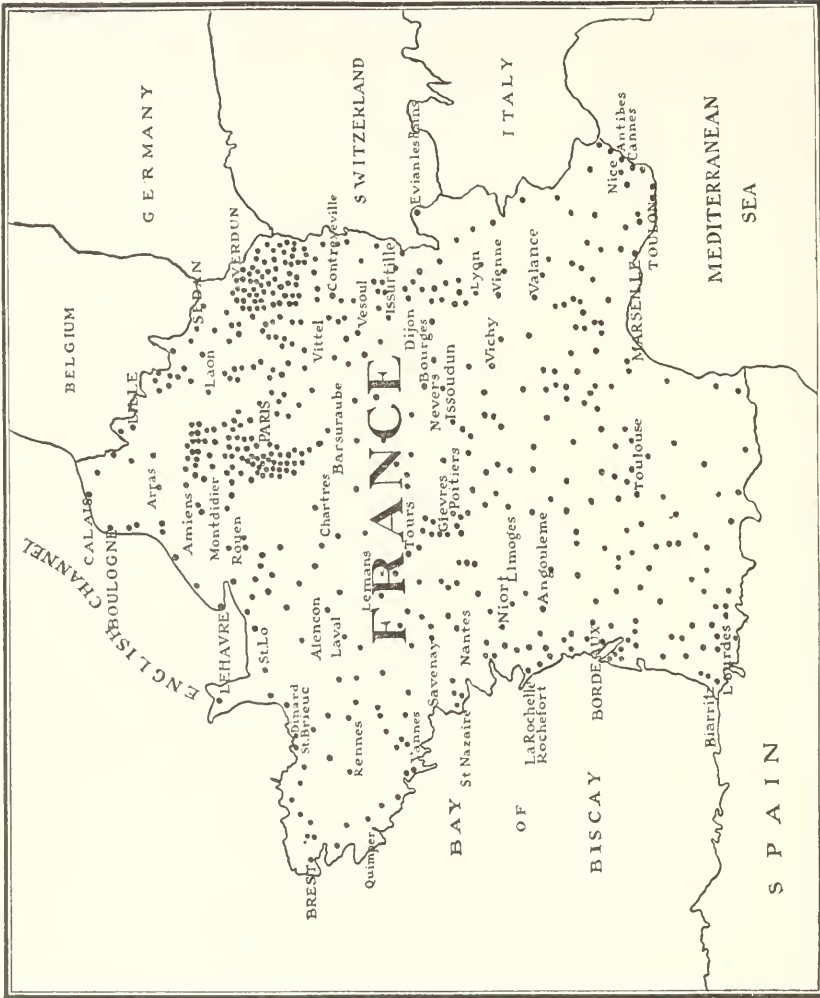 ENGLISH CHANNEL
BELGIUM
GERMANY
CALAIS
BOULOGNE
LILLE
SEDAN
VERDUN
Arras
Amiens
Montdidier
Rouen
Laon
PARIS
LEHAVRE
St.Lo
Dinard
St.Brieuc
BREST
Alencon
Laval
Chartres
Barsuraube
Vittel
Contrexeville
SWITZERLAND
Rennes
Quimper
Lemans
Vesoul
Issurtille
FRANCE
Vannes
Savenay
Tours
Dijon
Bourges
Evianles Bains
St Nazaire
Nantes
Gievres
Poitiers
Nevers
Issoudun
Lyon
Vienne
Vichy
ITALY
BAY
OF
BISCAY
Niort
Limoges
LaRochelle
Rochefort
Angouleme
Valance
BORDEAUX
Toulouse
MARSEILLE
TOULON
Nice
Antibes
Cannes
Biarritz
Lourdes
MEDITERRANEAN
SEA
SPAIN